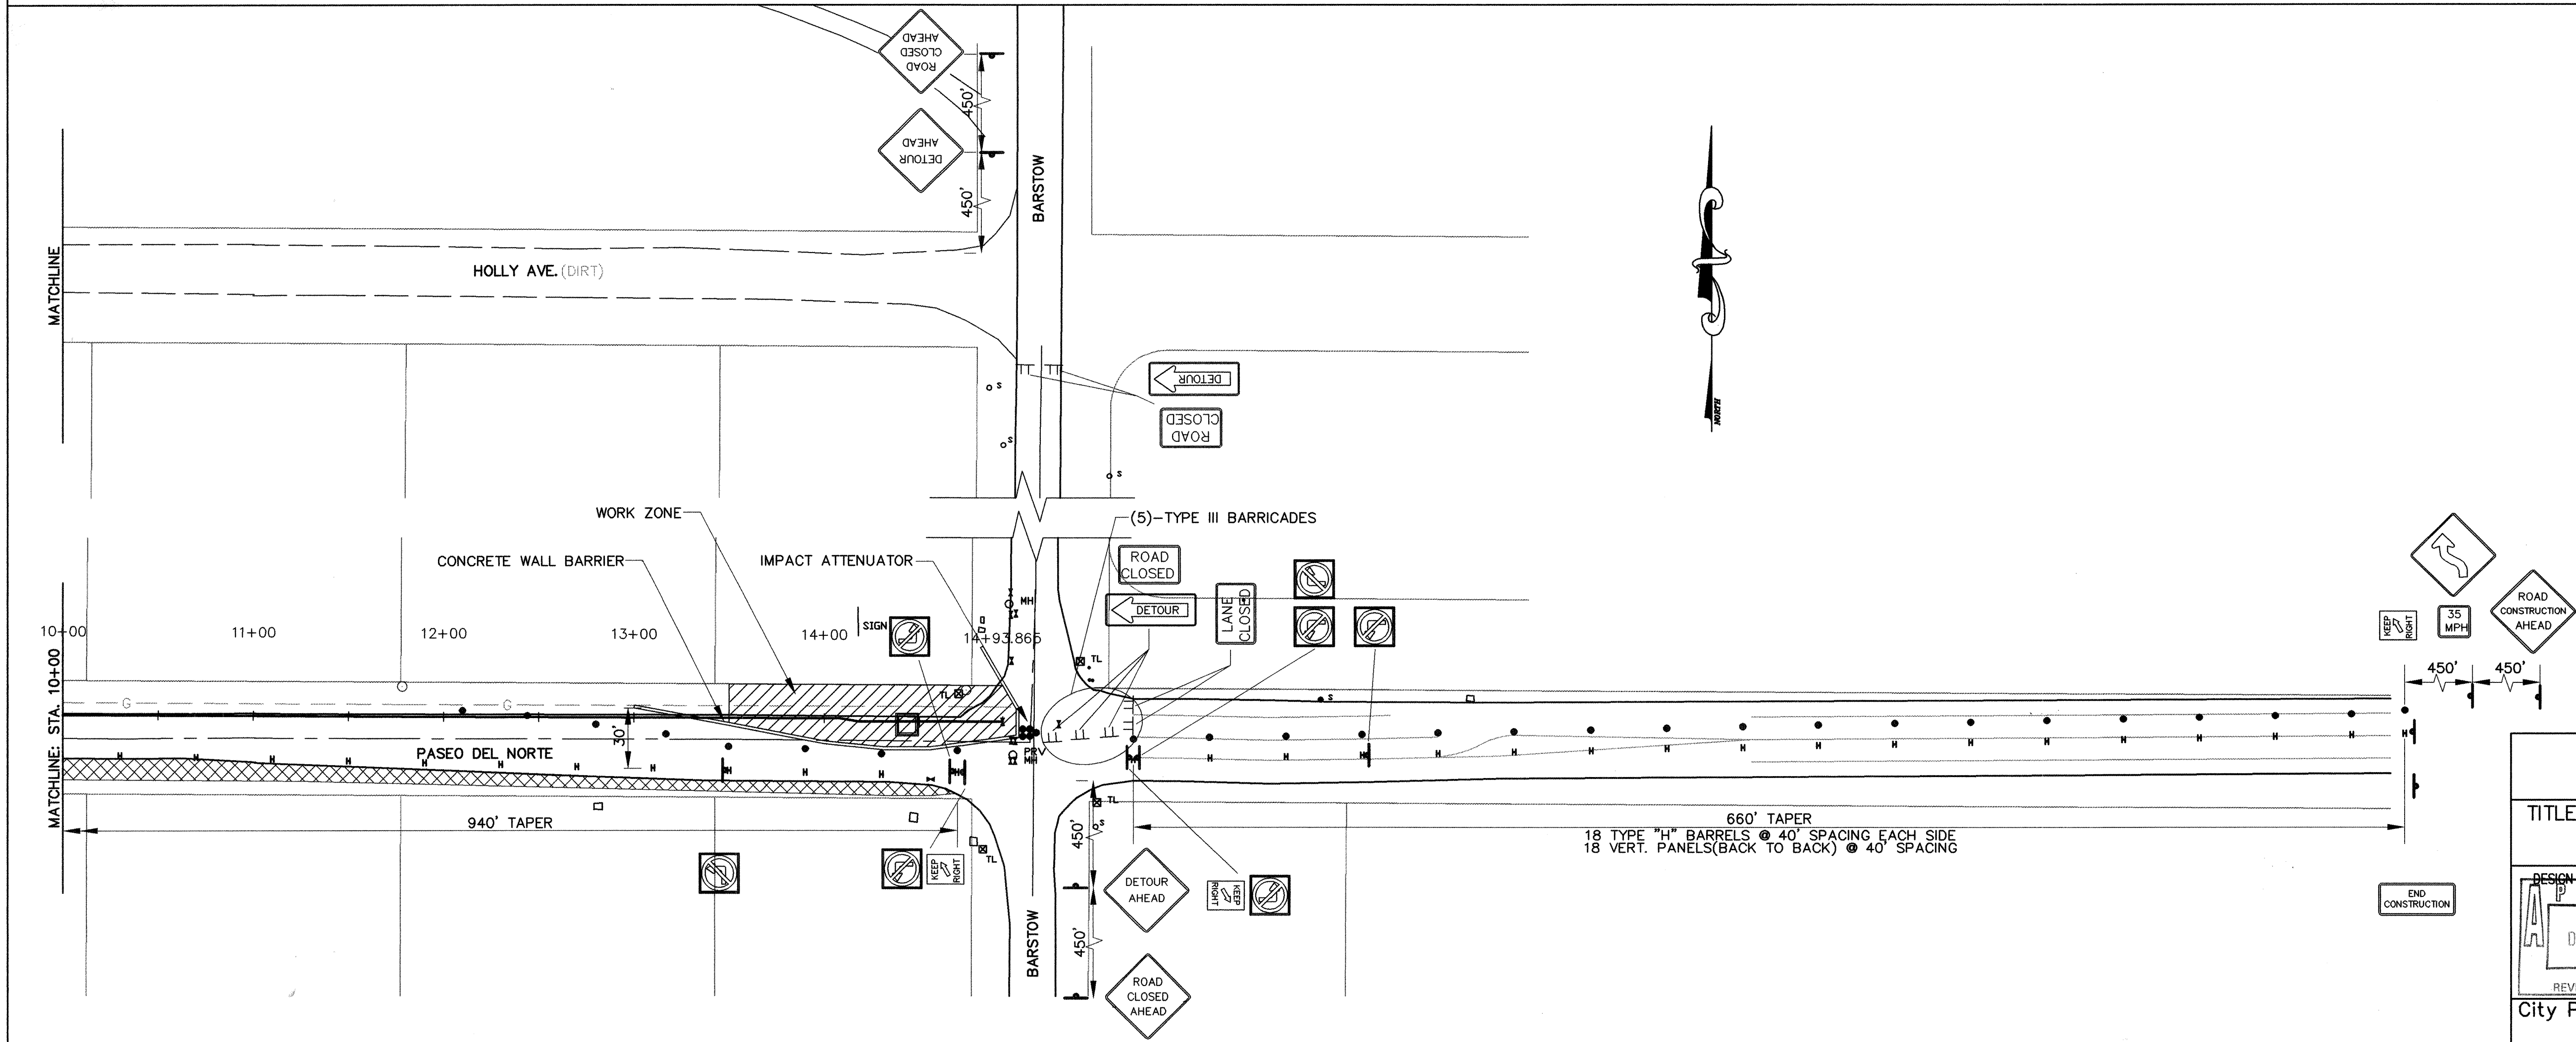 ROAD
CLOSED
AHEAD
450'
DETOUR
AHEAD
450'
BARSTOW
MATCHLINE
HOLLY AVE. (DIRT)
NORTH
DETOUR
ROAD
CLOSED
S
S
S
WORK ZONE
(5)-TYPE III BARRICADES
CONCRETE WALL BARRIER
IMPACT ATTENUATOR
ROAD
CLOSED
DETOUR
LANE
CLOSED
MH
SIGN
10+00
11+00
12+00
13+00
14+00
14+93.865
KEEP
RIGHT
35
MPH
ROAD
CONSTRUCTION
AHEAD
450'
450'
MATCHLINE: STA. 10+00
G
G
TL
TL
S
30'
PASEO DEL NORTE
PRV
MH
H H H H H H H H H H H
H H H H H H H H H H H H H H H H
TL
S
940' TAPER
660' TAPER
18 TYPE "H" BARRELS @ 40' SPACING EACH SIDE
18 VERT. PANELS(BACK TO BACK) @ 40' SPACING
TL
KEEP
RIGHT
450'
DETOUR
AHEAD
KEEP
RIGHT
END
CONSTRUCTION
BARSTOW
450'
ROAD
CLOSED
AHEAD
TITLE
DESIGN
A
P
D
REV
City P